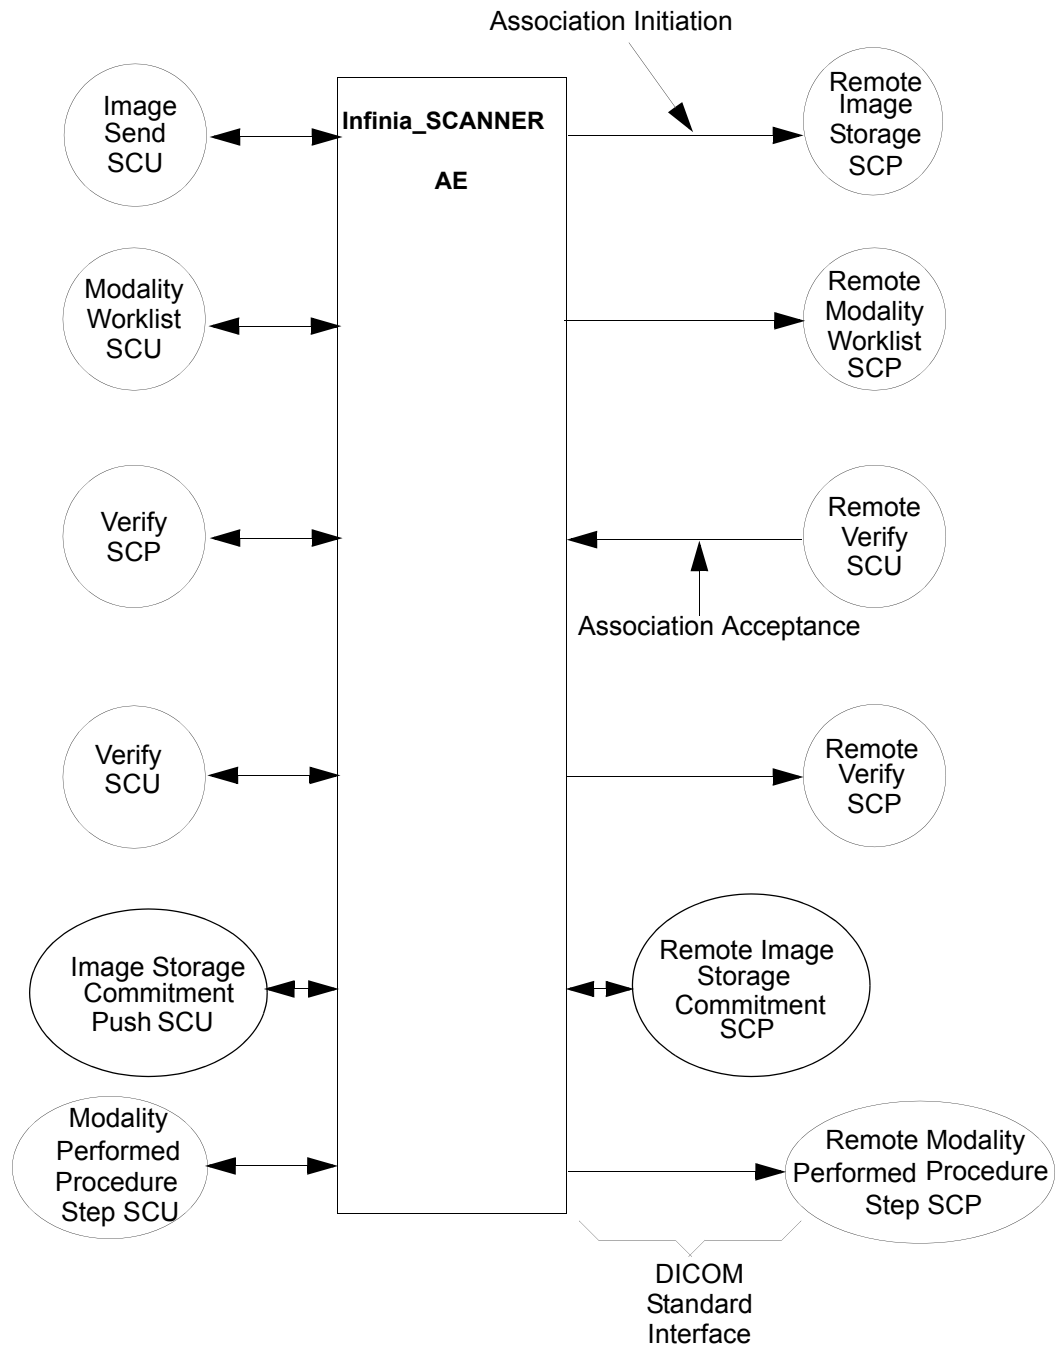 Association Initiation
Image
Send
SCU
Infinia_SCANNER
AE
Remote
Image
Storage
SCP
Modality
Worklist
SCU
Remote
Modality
Worklist
SCP
Verify
SCP
Remote
Verify
SCU
Association Acceptance
Verify
SCU
Remote
Verify
SCP
Image Storage
Commitment
Push SCU
Remote Image
Storage
Commitment
SCP
Modality
Performed
Procedure
Step SCU
Remote Modality
Performed Procedure
Step SCP
DICOM
Standard
Interface